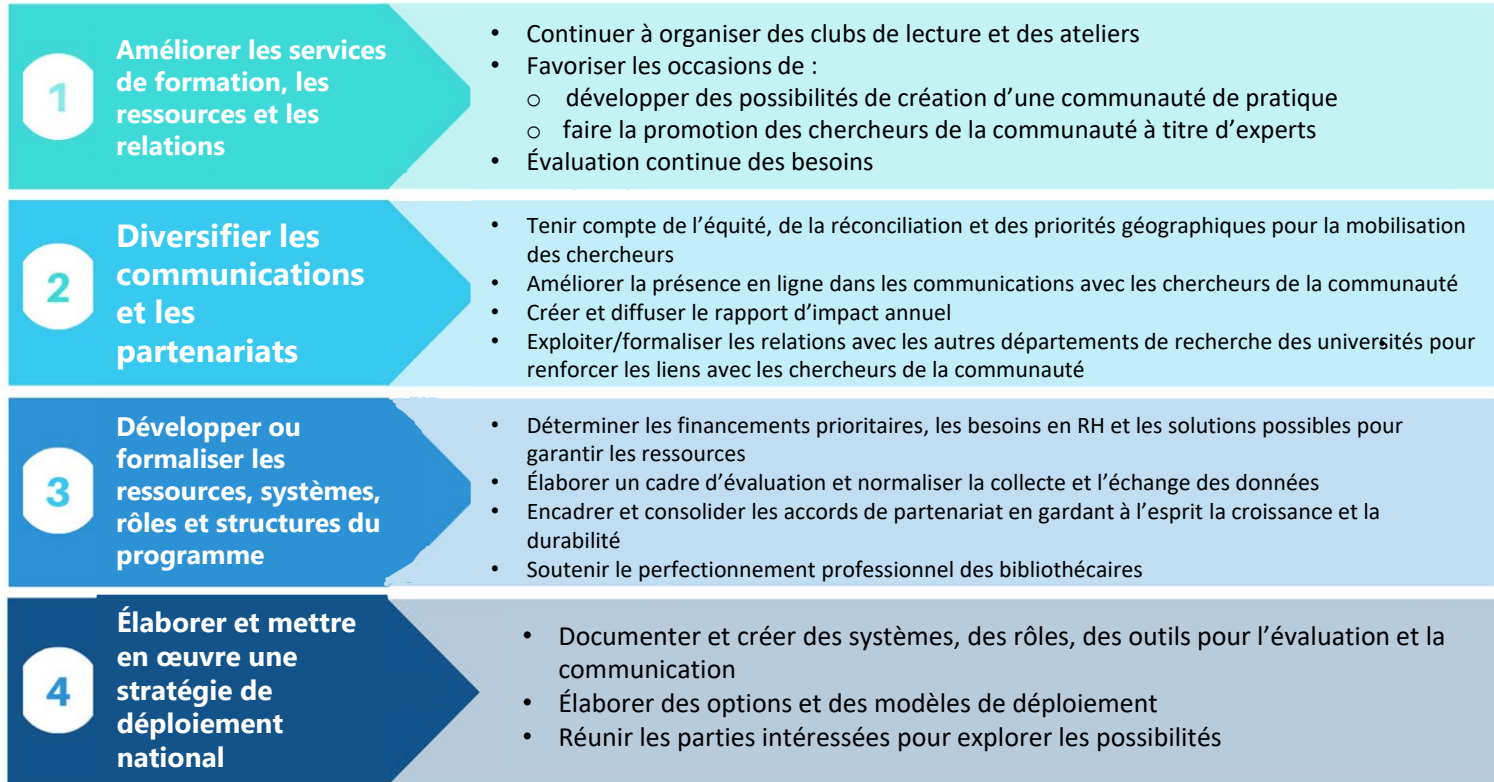 1
Améliorer les services
de formation, les
ressources et les
relations
• Continuer à organiser des clubs de lecture et des ateliers
• Favoriser les occasions de :
o développer des possibilités de création d’une communauté de pratique
o faire la promotion des chercheurs de la communauté à titre d’experts
• Évaluation continue des besoins
2
Diversifier les
communications
et les
partenariats
• Tenir compte de l’équité, de la réconciliation et des priorités géographiques pour la mobilisation
des chercheurs
• Améliorer la présence en ligne dans les communications avec les chercheurs de la communauté
• Créer et diffuser le rapport d’impact annuel
• Exploiter/formaliser les relations avec les autres départements de recherche des universités pour
renforcer les liens avec les chercheurs de la communauté
3
Développer ou
formaliser les
ressources, systèmes,
rôles et structures du
programme
• Déterminer les financements prioritaires, les besoins en RH et les solutions possibles pour
garantir les ressources
• Élaborer un cadre d’évaluation et normaliser la collecte et l’échange des données
• Encadrer et consolider les accords de partenariat en gardant à l’esprit la croissance et la
durabilité
• Soutenir le perfectionnement professionnel des bibliothécaires
4
Élaborer et mettre
en œuvre une
stratégie de
déploiement
national
• Documenter et créer des systèmes, des rôles, des outils pour l’évaluation et la
communication
• Élaborer des options et des modèles de déploiement
• Réunir les parties intéressées pour explorer les possibilités